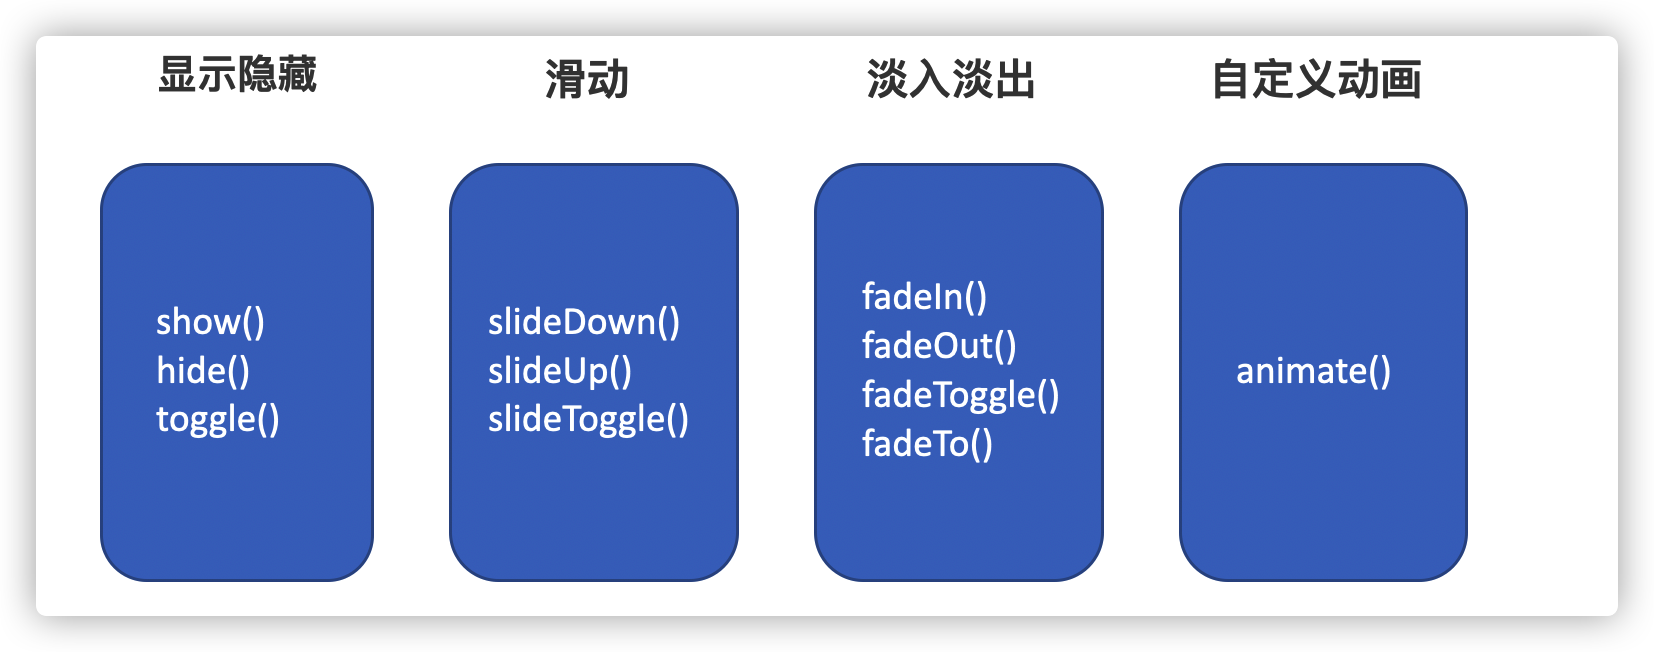 显示隐藏
滑动
淡入淡出
自定义动画
show()
hide()
toggle()
slideDown()
slideUp()
slideToggle()
fadeIn()
fadeOut()
fadeToggle()
fadeTo()
animate()